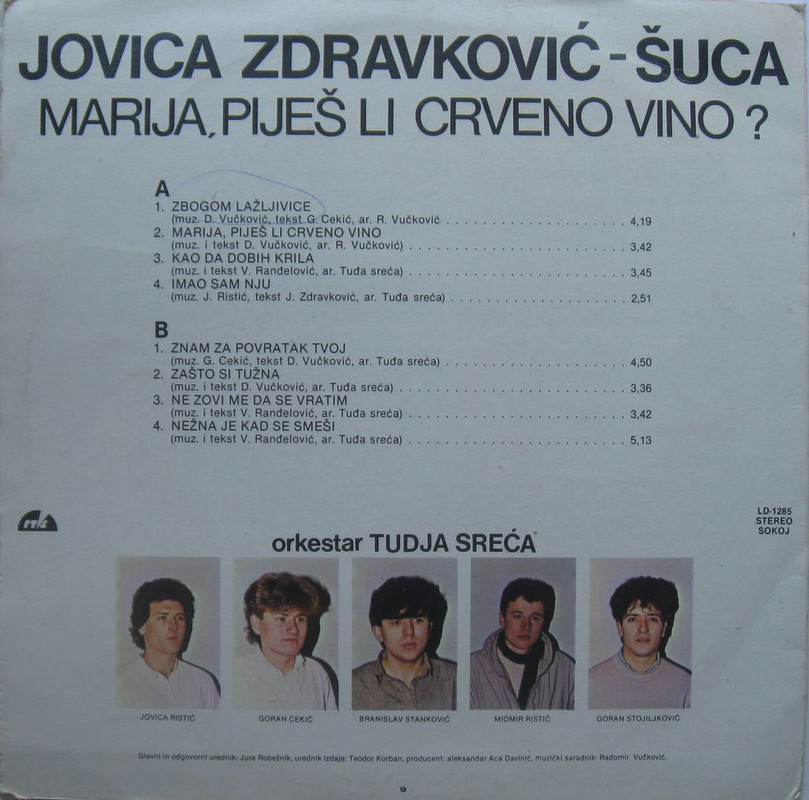 JOVICA ZDRAVKOVIĆ - ŠUCA
MARIJA, PIJEŠ LI CRVENO VINO ?
A
1. ZBOGOM LAŽLJIVICE
(muz. D. Vučković, tekst G. Cekić, ar. R. Vučković . . . . . . . . . . . . . . . . . . . . . . 4,19
2. MARIJA, PIJEŠ LI CRVENO VINO
(muz. i tekst D. Vučković, ar. R. Vučković) . . . . . . . . . . . . . . . . . . . . . . . . . . 3,42
3. KAO DA DOBIH KRILA
(muz. i tekst V. Ranđelović, ar. Tuđa sreća) . . . . . . . . . . . . . . . . . . . . . . . . . . 3,45
4. IMAO SAM NJU
(muz. J. Ristić, tekst J. Zdravković, ar. Tuđa sreća) . . . . . . . . . . . . . . . . . . . . . 2,51
B
1. ZNAM ZA POVRATAK TVOJ
(muz. G. Cekić, tekst D. Vučković, ar. Tuđa sreća) . . . . . . . . . . . . . . . . . . . . . . 4,50
2. ZAŠTO SI TUŽNA
(muz. i tekst D. Vučković, ar. Tuđa sreća) . . . . . . . . . . . . . . . . . . . . . . . . . . . 3,36
3. NE ZOVI ME DA SE VRATIM
(muz. i tekst V. Ranđelović, ar. Tuđa sreća) . . . . . . . . . . . . . . . . . . . . . . . . . . 3,42
4. NEŽNA JE KAD SE SMEŠI
(muz. i tekst V. Ranđelović, ar. Tuđa sreća) . . . . . . . . . . . . . . . . . . . . . . . . . . 5,13
LD-1285
STEREO
SOKOJ
orkestar TUDJA SREĆA
JOVICA RISTIĆ
GORAN CEKIĆ
BRANISLAV STANKOVIĆ
MIOMIR RISTIĆ
GORAN STOJILJKOVIĆ
Glavni in odgovorni urednik: Jure Robežnik, urednik izdaje: Teodor Korban, producent: aleksandar Aca Davinić, muzički saradnik: Radomir Vučković.